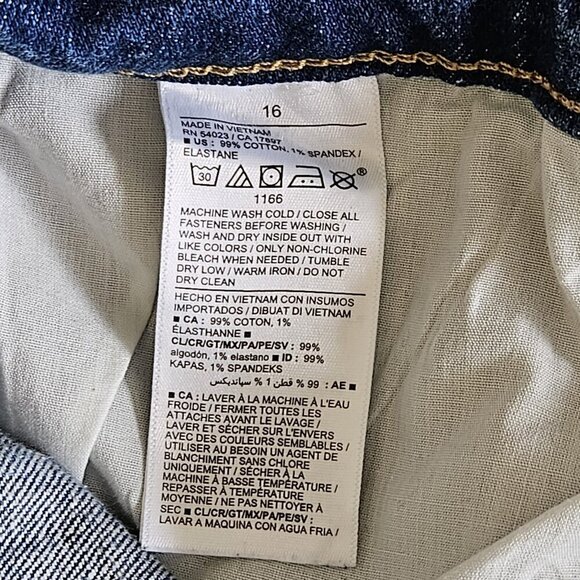 16
MADE IN VIETNAM
RN 54023 / CA 17897
■ US : 99% COTTON, 1% SPANDEX /
ELASTANE
30
®
1166
MACHINE WASH COLD / CLOSE ALL
FASTENERS BEFORE WASHING /
WASH AND DRY INSIDE OUT WITH
LIKE COLORS / ONLY NON-CHLORINE
BLEACH WHEN NEEDED / TUMBLE
DRY LOW / WARM IRON / DO NOT
DRY CLEAN
HECHO EN VIETNAM CON INSUMOS
IMPORTADOS / DIBUAT DI VIETNAM
■ CA : 99% COTON, 1%
ÉLASTHANNE ■
CL/CR/GT/MX/PA/PE/SV : 99%
algodón, 1% elastano ■ ID : 99%
KAPAS, 1% SPANDEKS
■ AE : 99 % قطن 1 % سپاندیکس
■ CA : LAVER À LA MACHINE À L'EAU
FROIDE / FERMER TOUTES LES
ATTACHES AVANT LE LAVAGE /
LAVER ET SÉCHER SUR L'ENVERS
AVEC DES COULEURS SEMBLABLES /
UTILISER AU BESOIN UN AGENT DE
BLANCHIMENT SANS CHLORE
UNIQUEMENT / SÉCHER À LA
MACHINE À BASSE TEMPÉRATURE /
REPASSER À TEMPÉRATURE
MOYENNE / NE PAS NETTOYER À
SEC ■ CL/CR/GT/MX/PA/PE/SV :
LAVAR A MAQUINA CON AGUA FRIA /